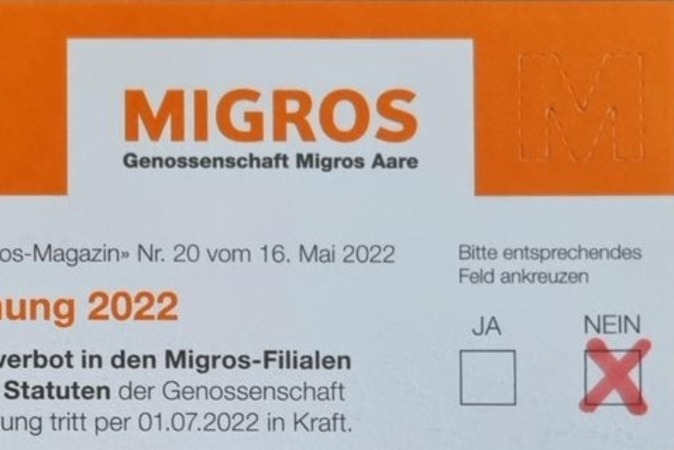 MIGROS
Genossenschaft Migros Aare
os-Magazin» Nr. 20 vom 16. Mai 2022
ung 2022
verbot in den Migros-Filialen
Statuten der Genossenschaft
ung tritt per 01.07.2022 in Kraft.
Bitte entsprechendes
Feld ankreuzen
JA NEIN